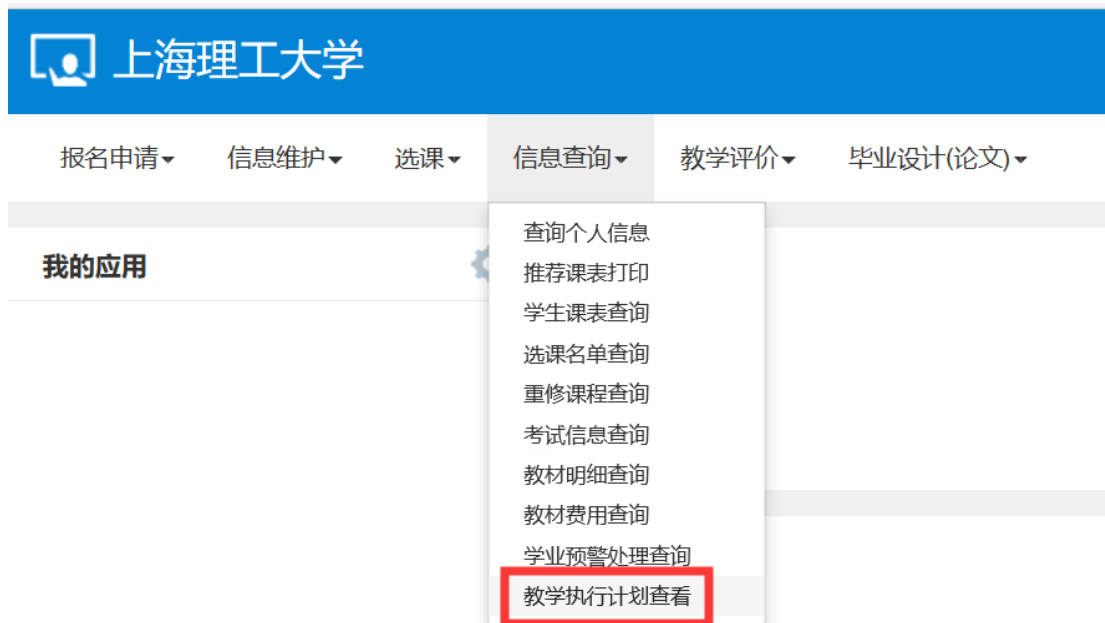 上海理工大学
报名申请 信息维护 选课 信息查询 教学评价 毕业设计(论文)
我的应用
查询个人信息
推荐课表打印
学生课表查询
选课名单查询
重修课程查询
考试信息查询
教材明细查询
教材费用查询
学业预警处理查询
教学执行计划查看